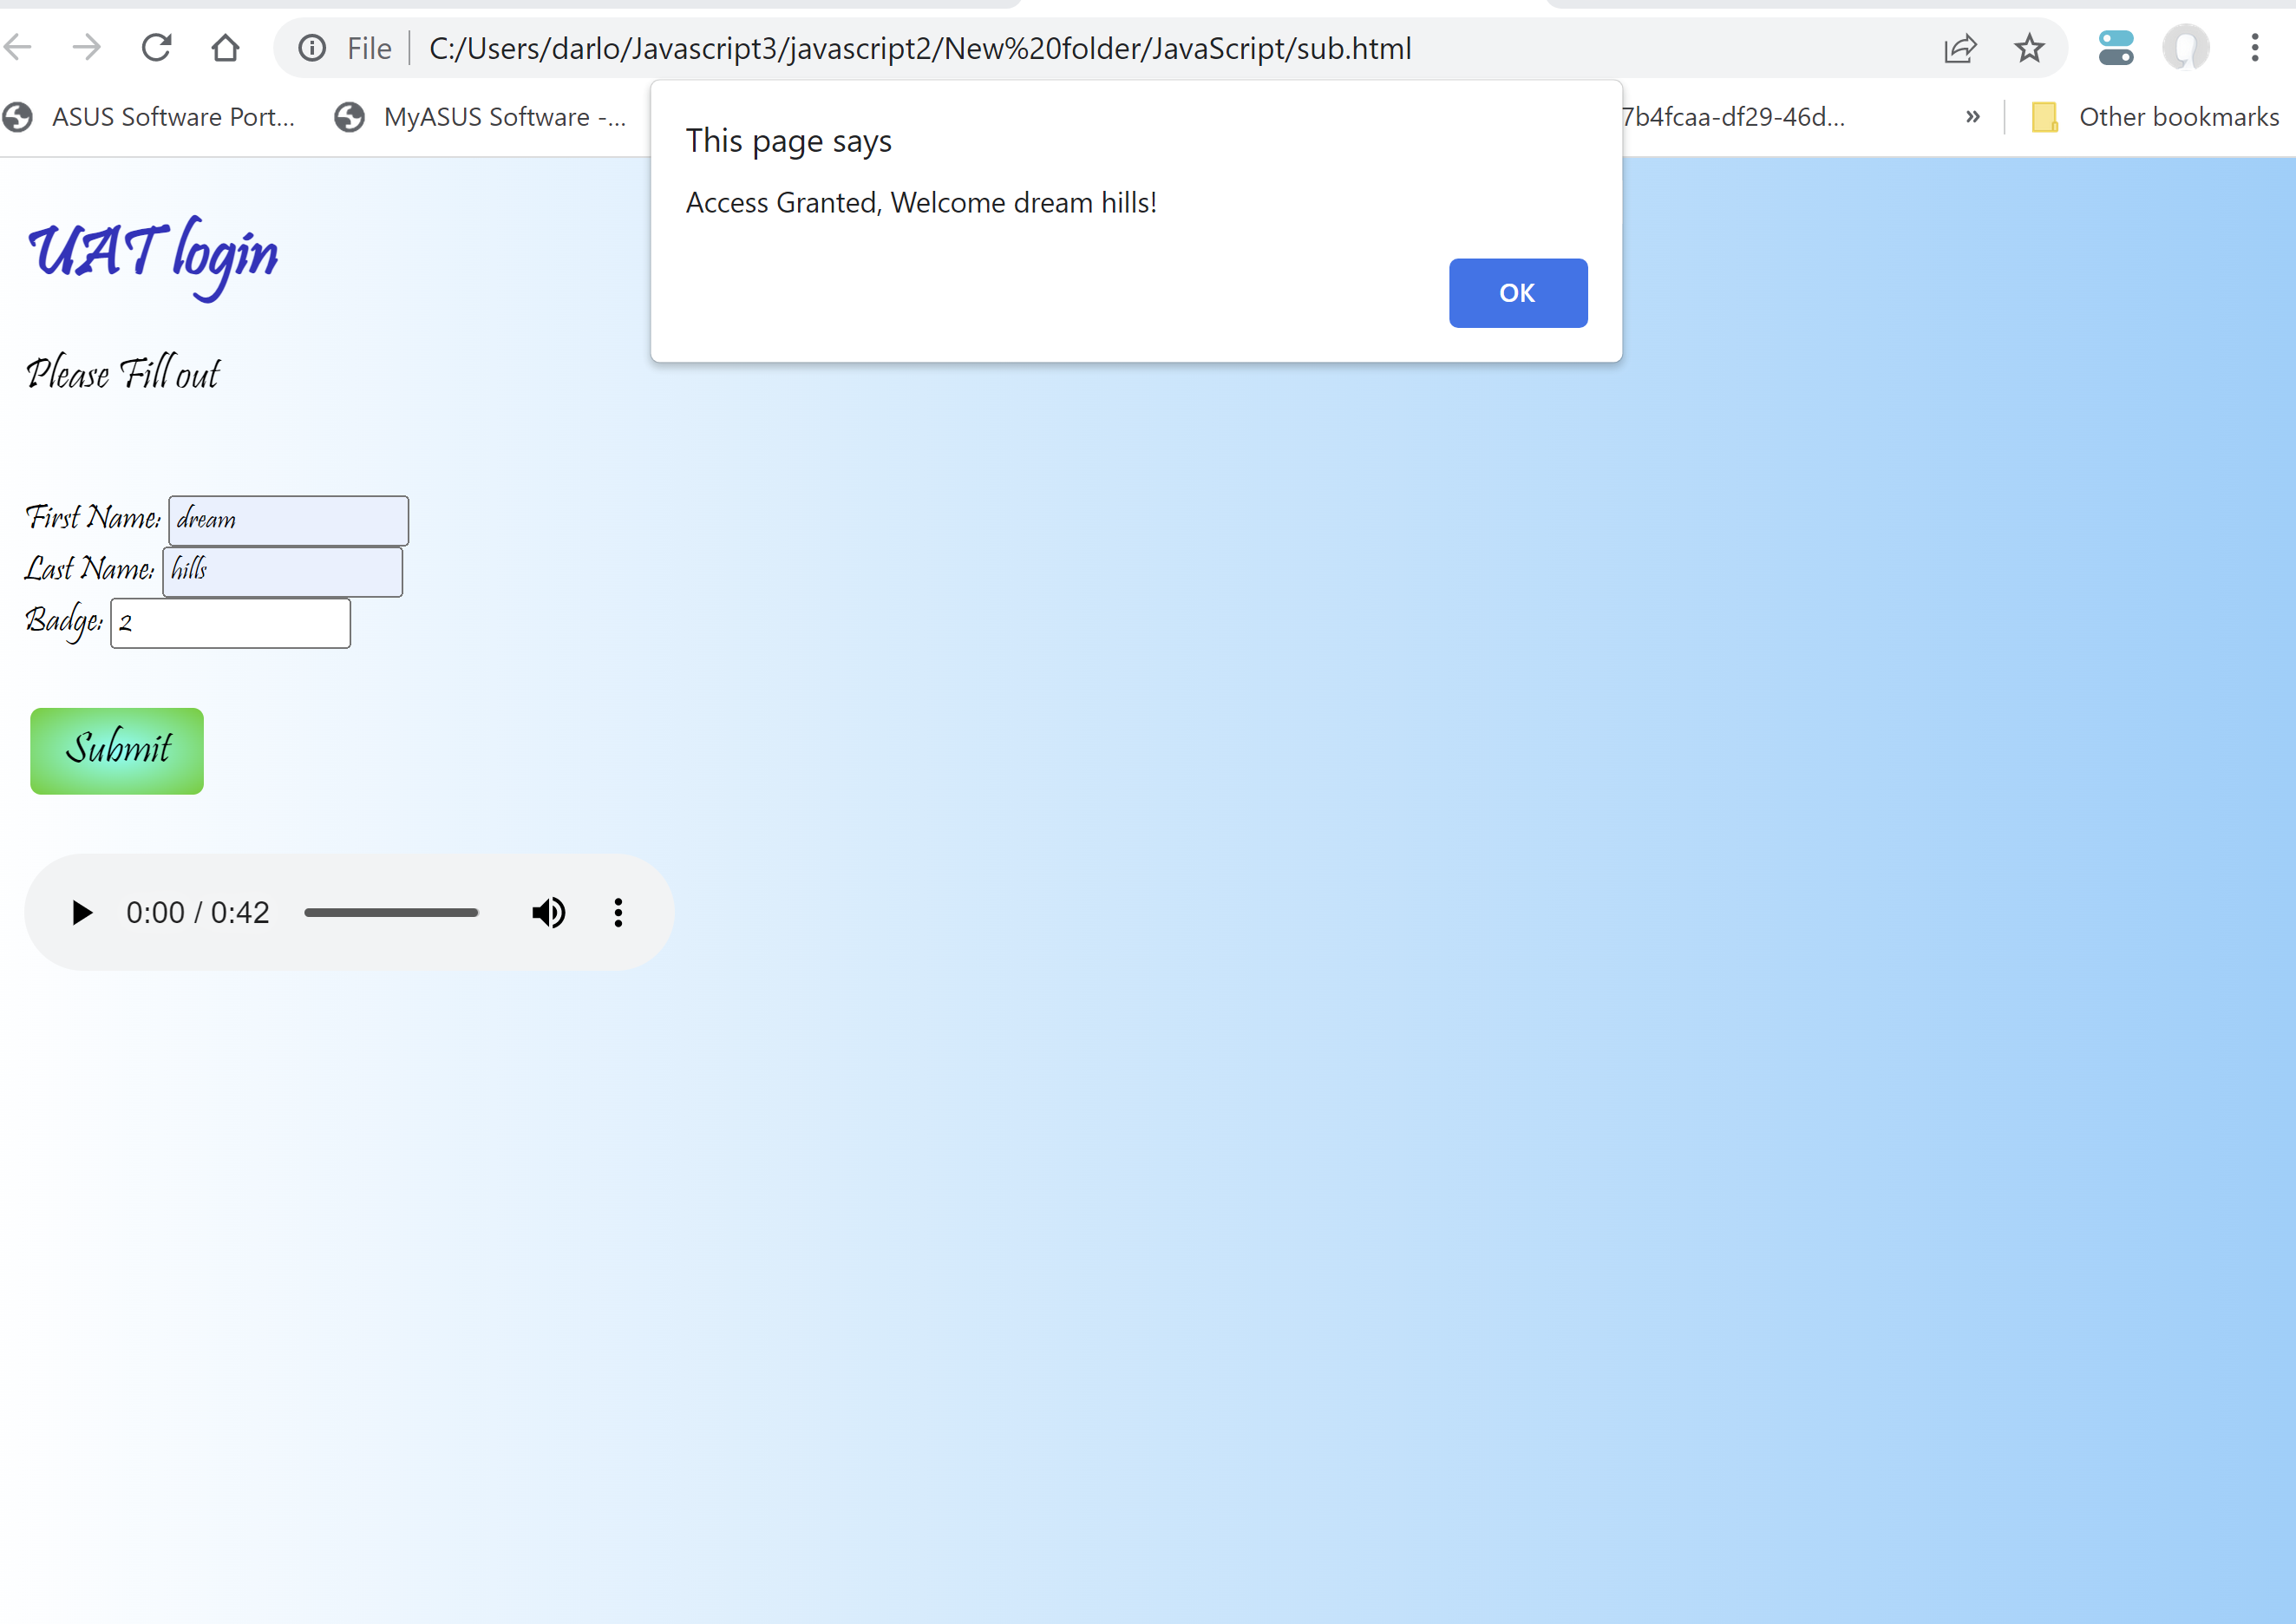 File C:/Users/darlo/Javascript3/javascript2/New%20folder/JavaScript/sub.html
ASUS Software Port... MyASUS Software -... 7b4fcaa-df29-46d... » Other bookmarks
This page says
Access Granted, Welcome dream hills!
OK
UAT login
Please Fill out
First Name: dream
Last Name: hills
Badge: 2
Submit
0:00 / 0:42